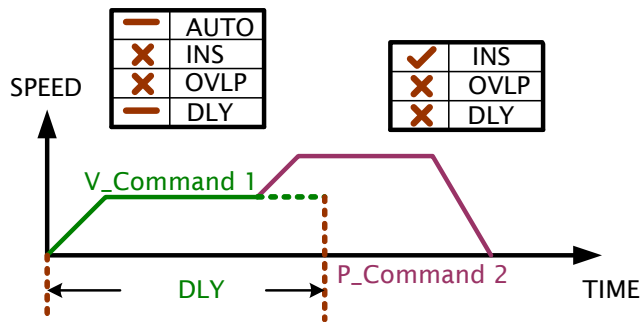 AUTO
INS
OVLP
DLY
INS
OVLP
DLY
SPEED
V_Command 1
P_Command 2
DLY
TIME